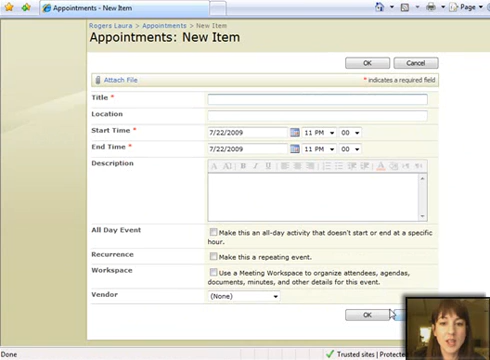 Appointments - New Item
Page
Rogers Laura > Appointments > New Item
Appointments: New Item
OK Cancel
Attach File * indicates a required field
Title *
Location
Start Time * 7/22/2009 11 PM 00
End Time * 7/22/2009 11 PM 00
Description
A A1 B I U
All Day Event Make this an all-day activity that doesn't start or end at a specific
hour.
Recurrence Make this a repeating event.
Workspace Use a Meeting Workspace to organize attendees, agendas,
documents, minutes, and other details for this event.
Vendor (None)
OK
Done Trusted sites | Protected